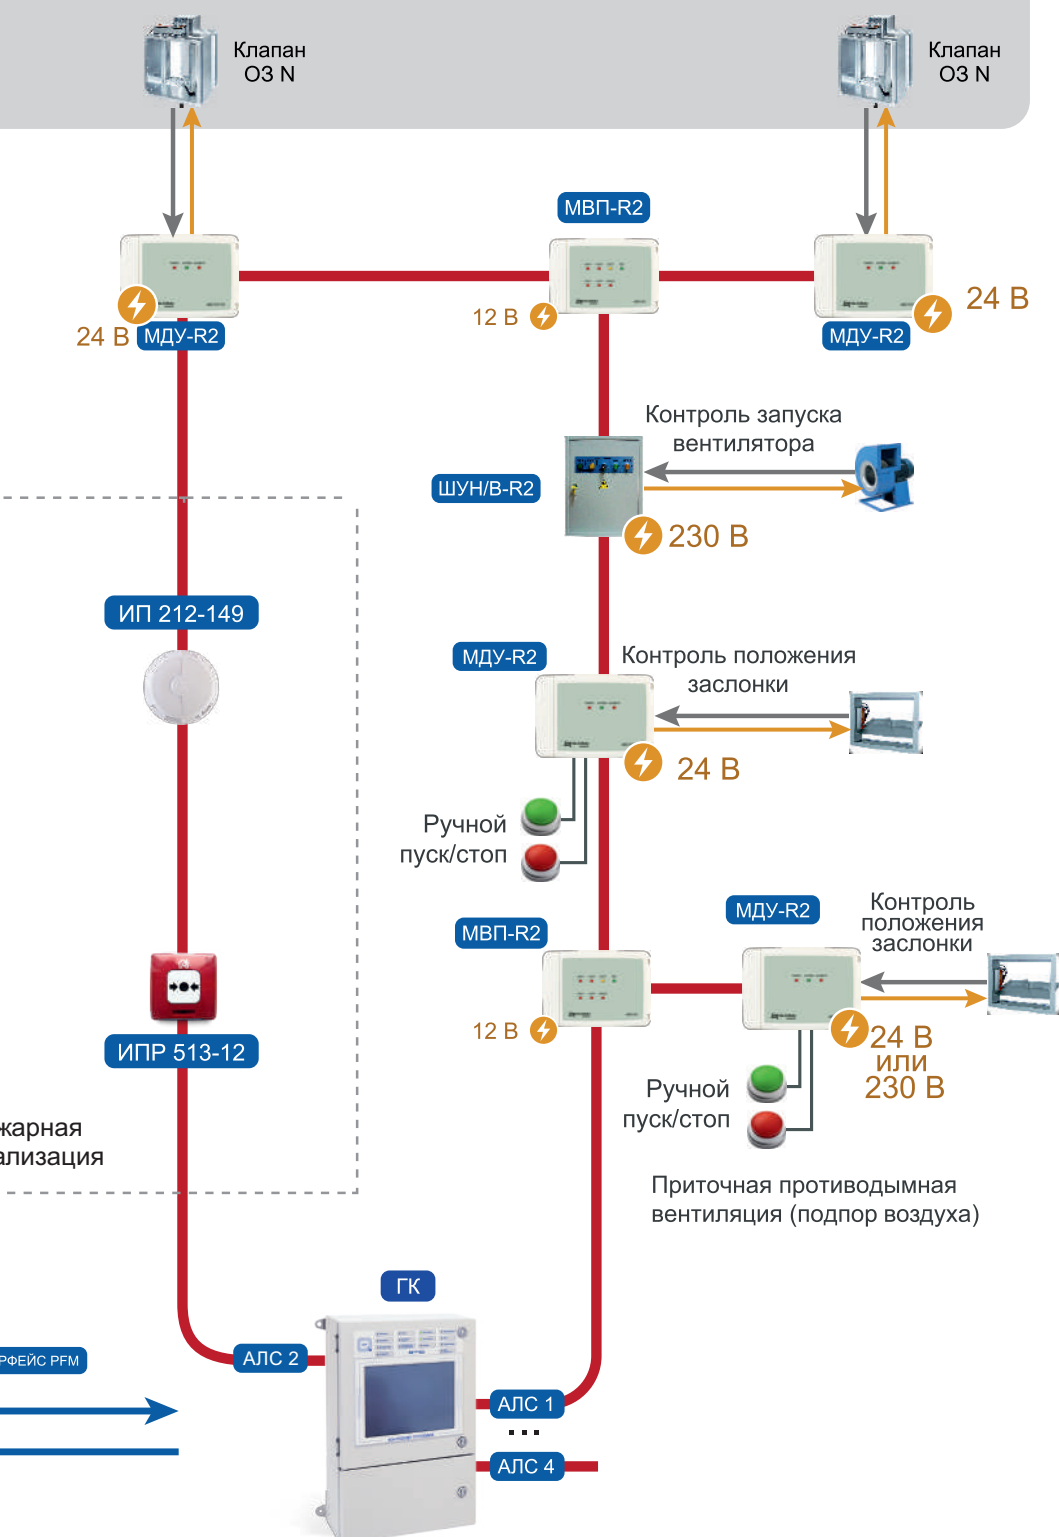 Клапан
ОЗ N
Клапан
ОЗ N
МВП-R2
24 В
МДУ-R2
12 В
24 В
МДУ-R2
Контроль запуска
вентилятора
ШУН/В-R2
230 В
ИП 212-149
МДУ-R2
Контроль положения
заслонки
24 В
Ручной
пуск/стоп
МВП-R2
МДУ-R2
Контроль
положения
заслонки
12 В
24 В
или
230 В
ИПР 513-12
Ручной
пуск/стоп
жарная
ализация
Приточная противодымная
вентиляция (подпор воздуха)
ГК
РФЕЙС PFM
АЛС 2
АЛС 1
...
АЛС 4